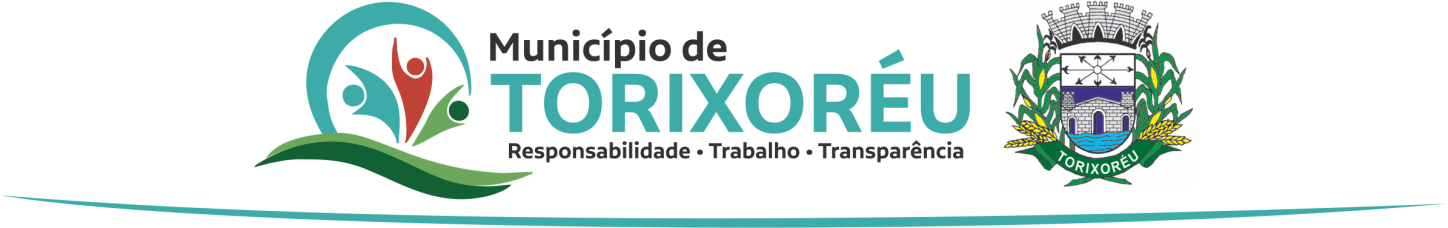 Município de
TORIXORÉU
Responsabilidade • Trabalho • Transparência
TORIXORÉU